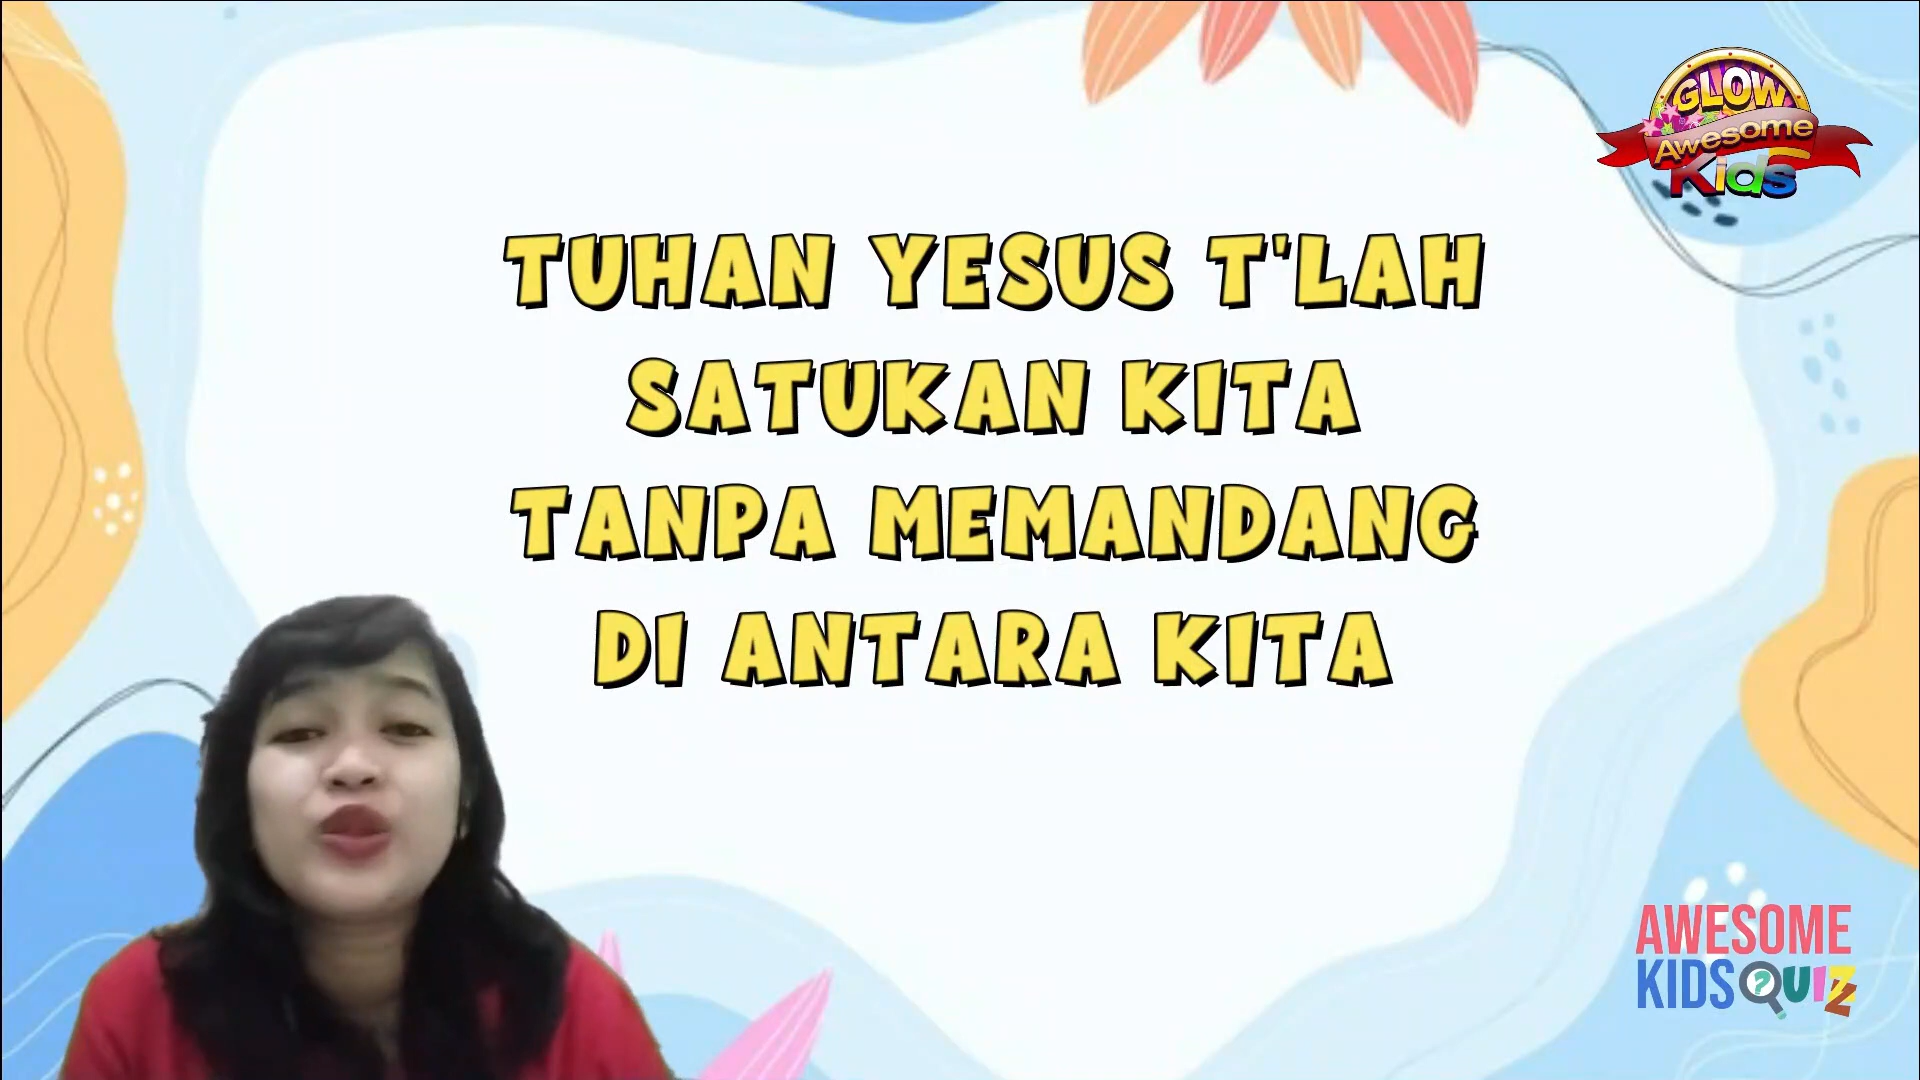 GLOW
Awesome
Kids
TUHAN YESUS T'LAH
SATUKAN KITA
TANPA MEMANDANG
DI ANTARA KITA
AWESOME
KIDS QUIZ